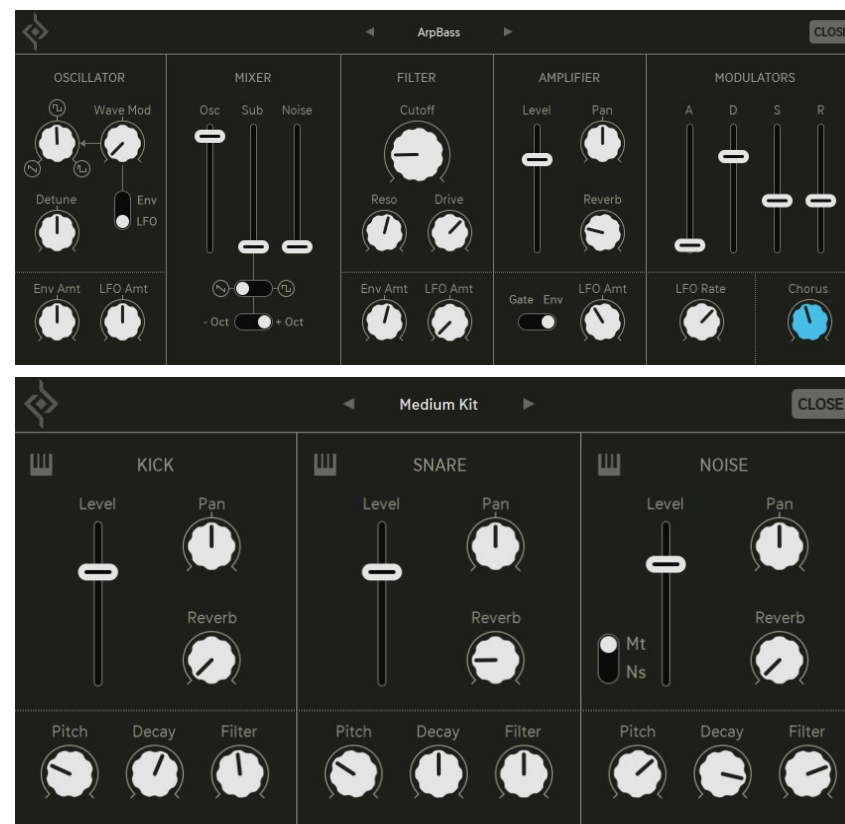 ArpBass
CLOSE
OSCILLATOR MIXER FILTER AMPLIFIER MODULATORS
Wave Mod Osc Sub Noise Cutoff Level Pan A D S R
Detune Env Reso Drive Reverb
LFO
Env Amt LFO Amt Env Amt LFO Amt Gate Env LFO Amt LFO Rate Chorus
- Oct + Oct
Medium Kit
CLOSE
KICK SNARE NOISE
Level Pan Level Pan Level Pan
Reverb Reverb Reverb
Mt
Ns
Pitch Decay Filter Pitch Decay Filter Pitch Decay Filter